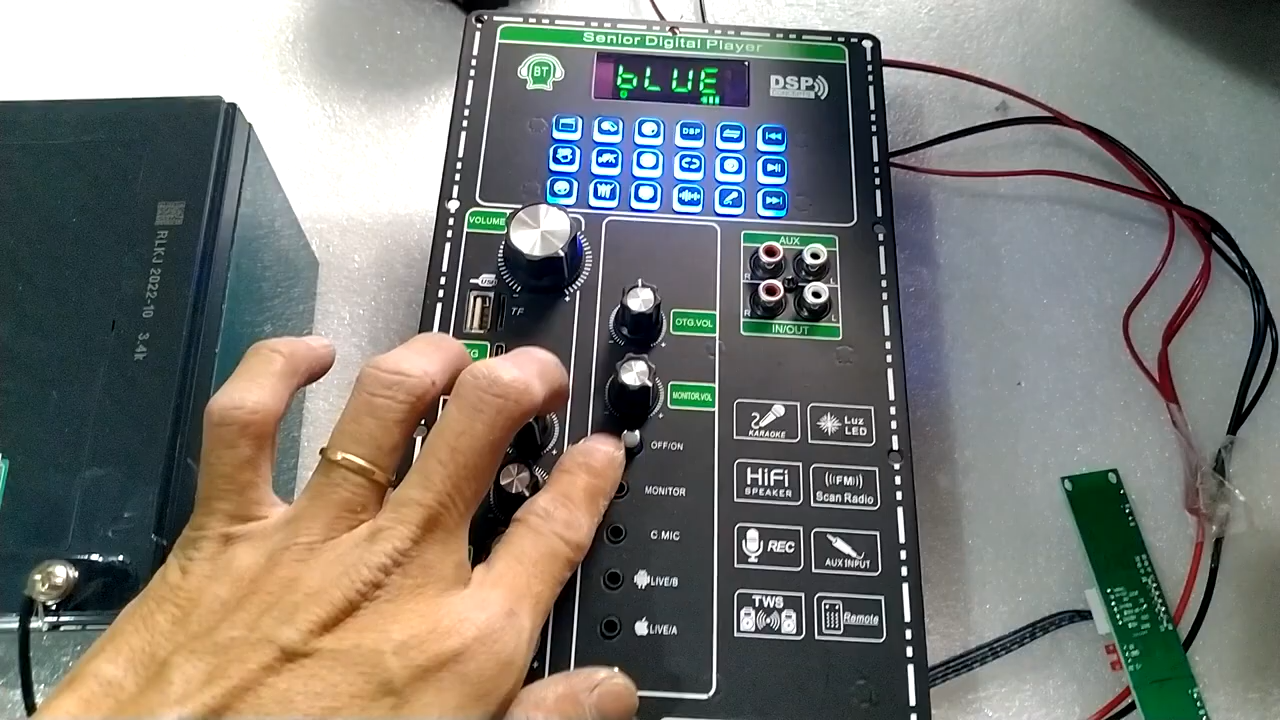 Senior Digital Player
BT
bLUE
DSP
DSP
VOLUME
AUX
R
L
R
L
IN/OUT
USB
TF
OTG.VOL
MONITOR.VOL
OFF/ON
MONITOR
C.MIC
LIVE/B
LIVE/A
KARAOKE
Luz
LED
HiFi
SPEAKER
((FM))
Scan Radio
REC
AUX INPUT
TWS
Remote
RLKJ 2022-10 3.4k